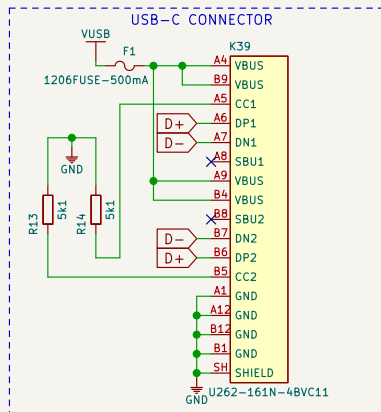 USB-C CONNECTOR
VUSB
F1
1206FUSE-500mA
K39
A4 VBUS
B9 VBUS
A5 CC1
D+ A6 DP1
D- A7 DN1
A8 SBU1
A9 VBUS
B4 VBUS
B8 SBU2
D- B7 DN2
D+ B6 DP2
B5 CC2
GND
R13 5k1
R14 5k1
A1 GND
A12 GND
B12 GND
B1 GND
SH SHIELD
GND
U262-161N-4BVC11